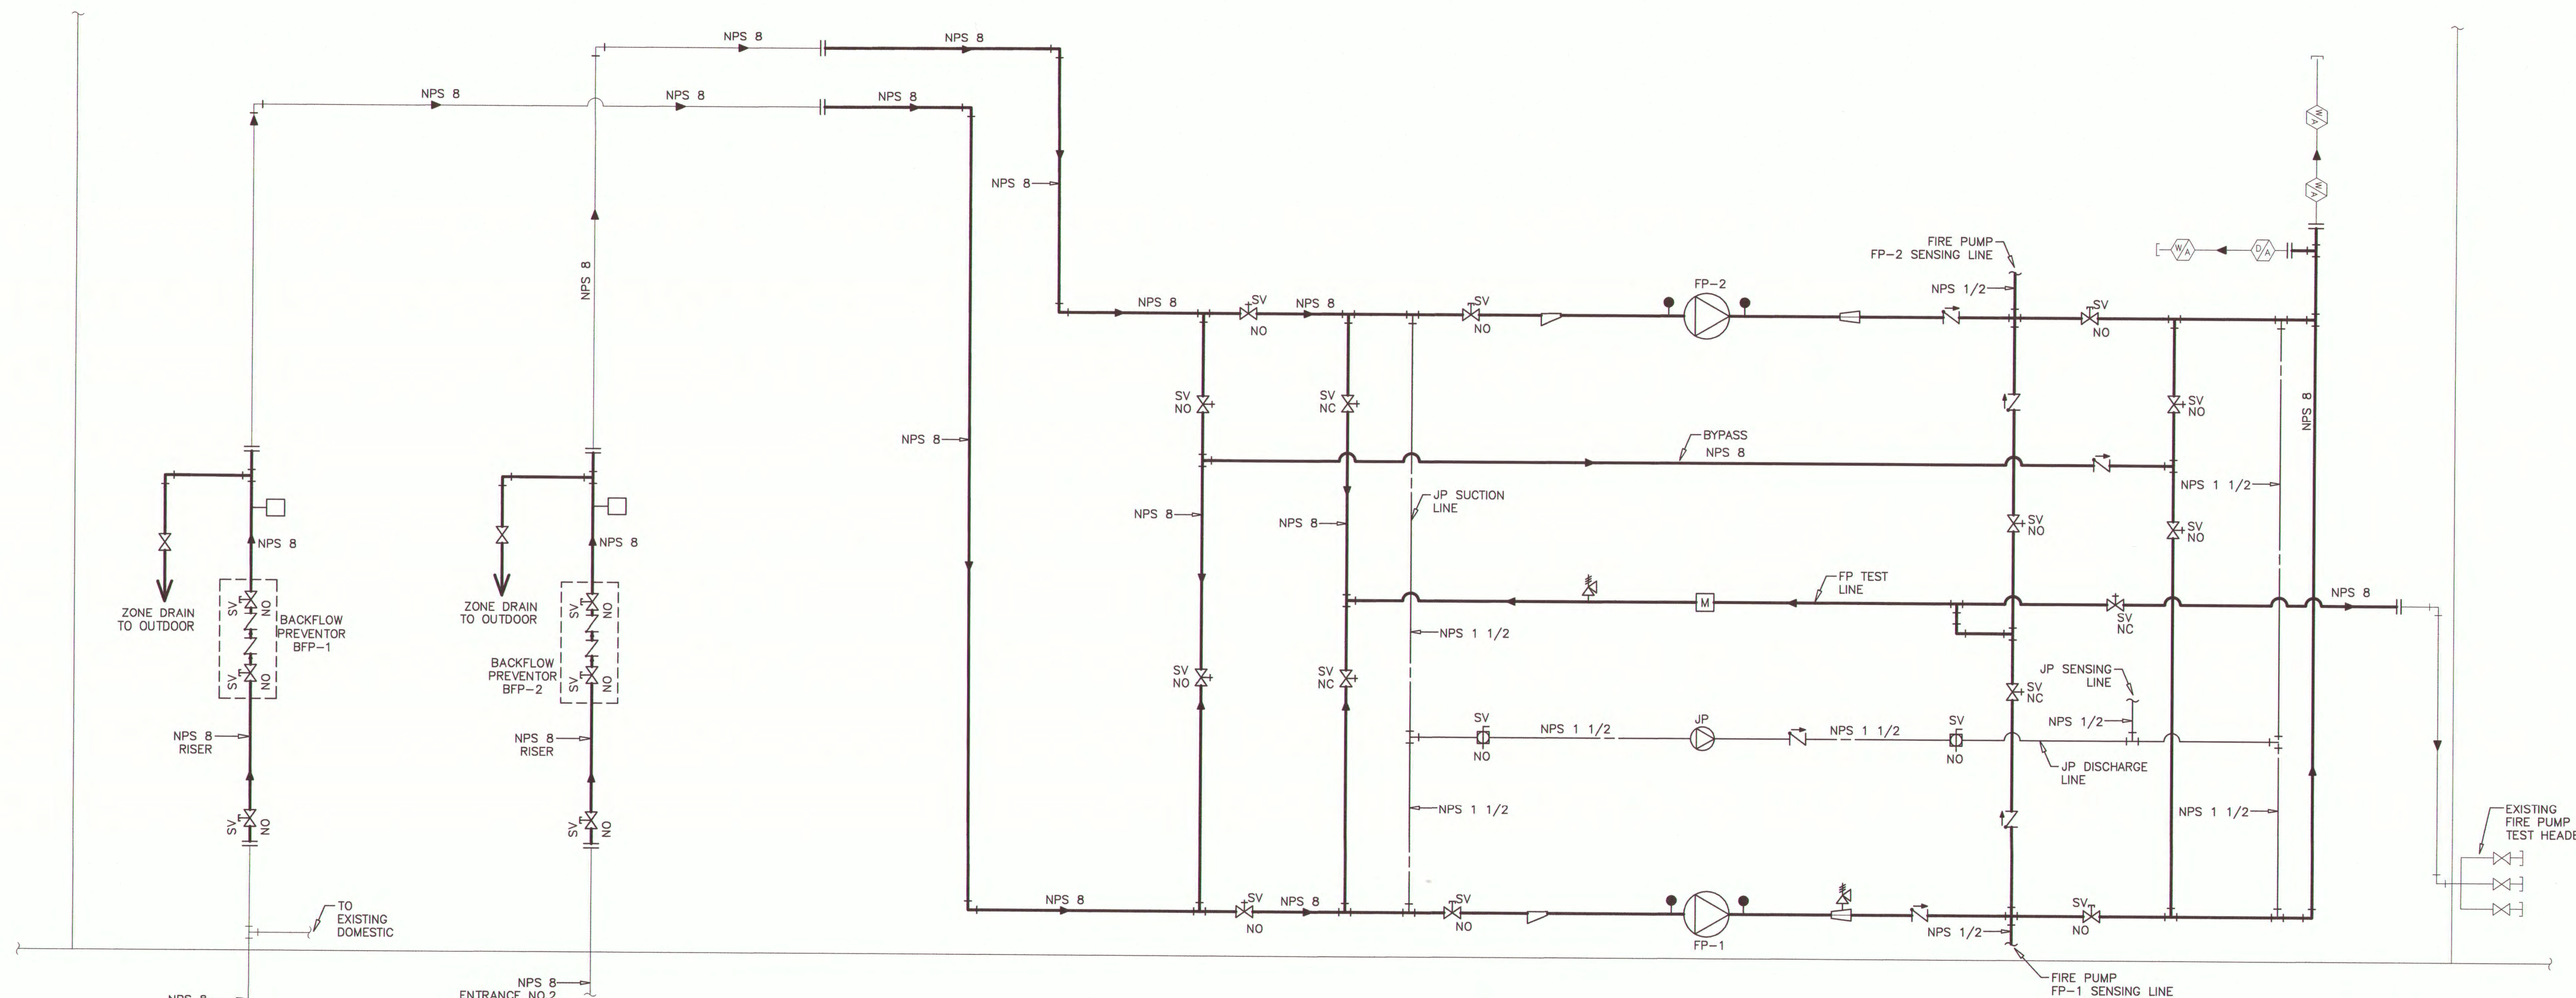 NPS 8
NPS 8
NPS 8
NPS 8
NPS 8
NPS 8
NPS 8
NPS 8
NPS 8
NPS 8
ZONE DRAIN
TO OUTDOOR
SV
NO
SV
NO
BACKFLOW
PREVENTOR
BFP-1
NPS 8
RISER
SV
NO
TO
EXISTING
DOMESTIC
NPS 8
ZONE DRAIN
TO OUTDOOR
SV
NO
SV
NO
BACKFLOW
PREVENTOR
BFP-2
NPS 8
RISER
SV
NO
NPS 8
ENTRANCE NO.2
NPS 8
SV
NO
NPS 8
SV
NO
FP-2
FIRE PUMP
FP-2 SENSING LINE
NPS 1/2
SV
NO
W/A
W/A
W/A
D/A
SV
NO
SV
NC
BYPASS
NPS 8
SV
NO
NPS 8
NPS 8
NPS 8
JP SUCTION
LINE
SV
NO
SV
NO
NPS 1 1/2
NPS 8
FP TEST
LINE
M
SV
NC
NPS 1 1/2
SV
NO
SV
NC
SV
NC
JP SENSING
LINE
NPS 1/2
SV
NO
NPS 1 1/2
JP
NPS 1 1/2
SV
NO
JP DISCHARGE
LINE
NPS 1 1/2
NPS 1 1/2
NPS 8
SV
NO
NPS 8
SV
NO
FP-1
NPS 1/2
SV
NO
FIRE PUMP
FP-1 SENSING LINE
EXISTING
FIRE PUMP
TEST